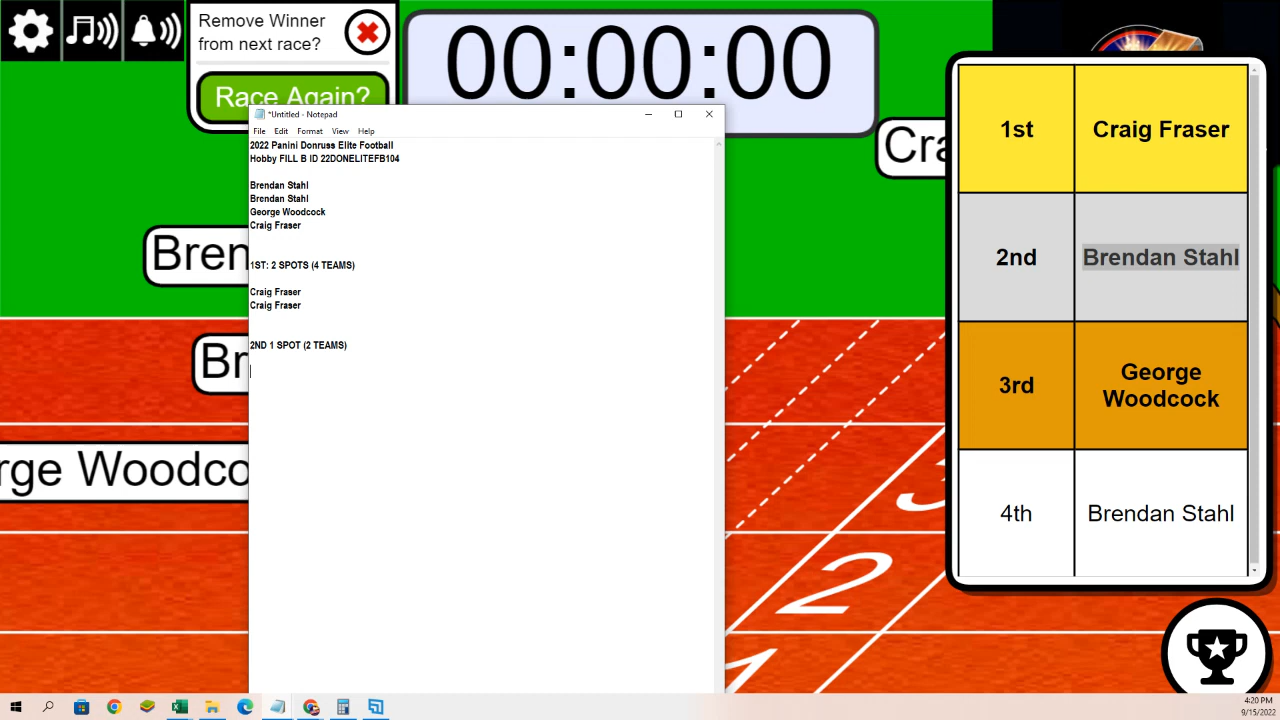 Remove Winner
from next race?
Race Again?
00:00:00
*Untitled - Notepad
File Edit Format View Help
2022 Panini Donruss Elite Football
Hobby FILL B ID 22DONELITEFB104
Brendan Stahl
Brendan Stahl
George Woodcock
Craig Fraser
1ST: 2 SPOTS (4 TEAMS)
Craig Fraser
Craig Fraser
2ND 1 SPOT (2 TEAMS)
Bren
Br
rge Woodco
Cra
1st Craig Fraser
2nd Brendan Stahl
3rd George
Woodcock
4th Brendan Stahl
3
2
1
4:20 PM
9/15/2022